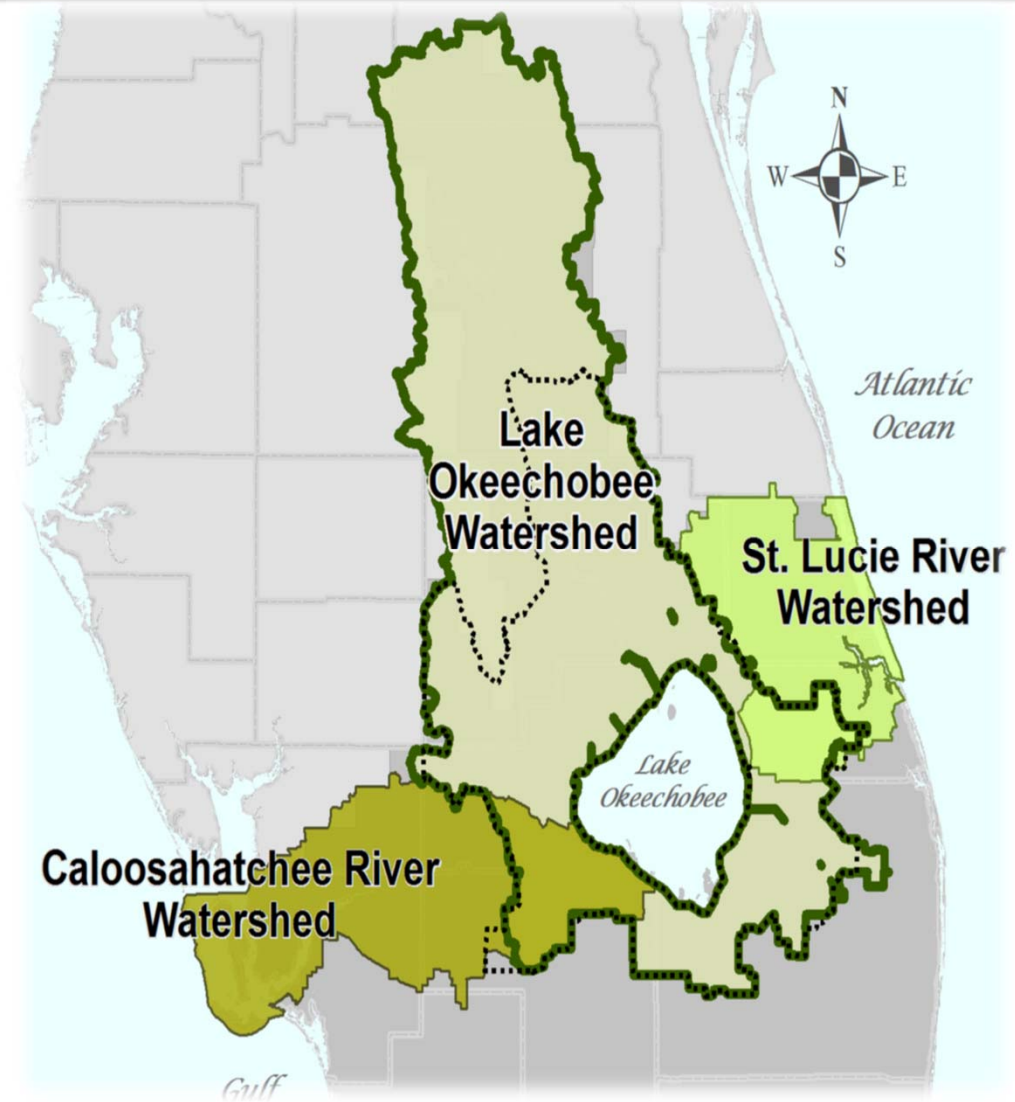 N
W E
S
Atlantic
Ocean
Lake
Okeechobee
Watershed
St. Lucie River
Watershed
Lake
Okeechobee
Caloosahatchee River
Watershed
Gulf